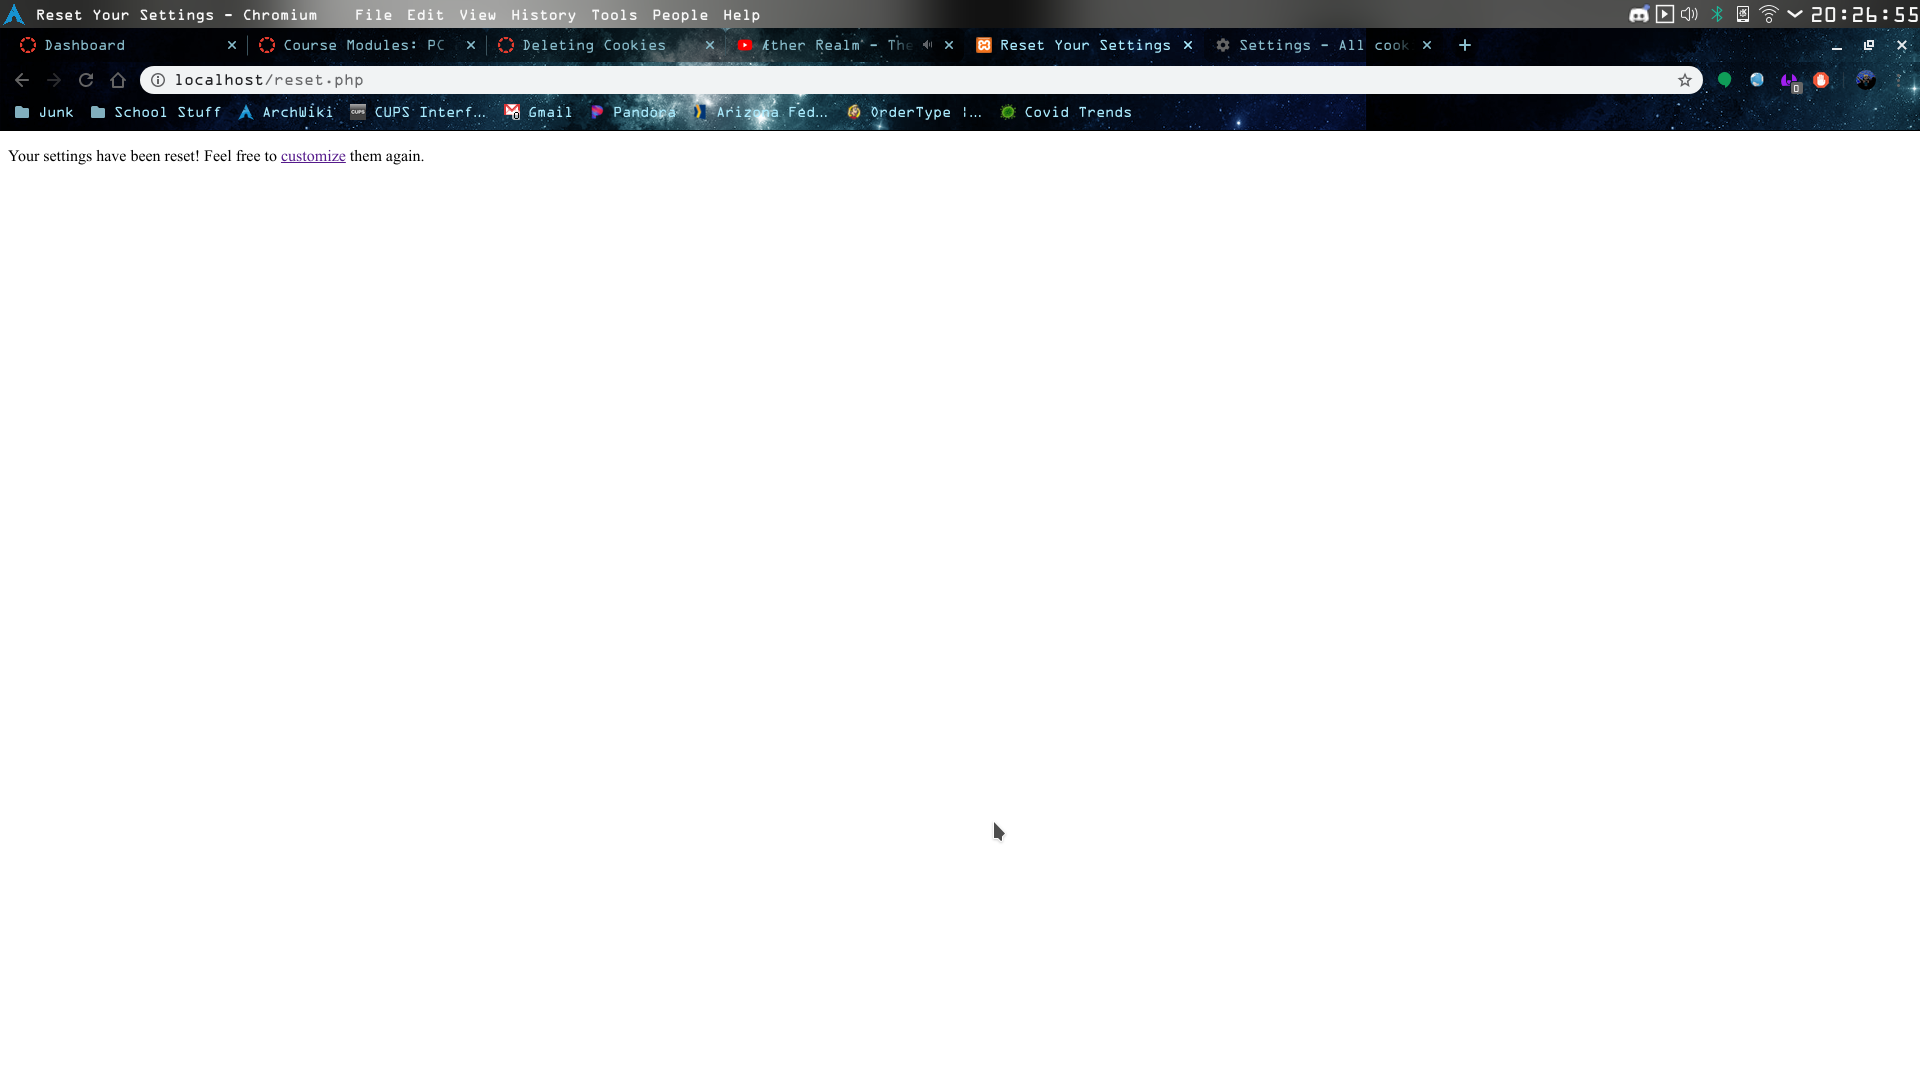 Reset Your Settings - Chromium File Edit View History Tools People Help 20:26:55
Dashboard Course Modules: PC Deleting Cookies Æther Realm - The Reset Your Settings Settings - All cook
localhost/reset.php
Junk School Stuff ArchWiki CUPS Interf... Gmail Pandora Arizona Fed... OrderType |... Covid Trends
Your settings have been reset! Feel free to customize them again.